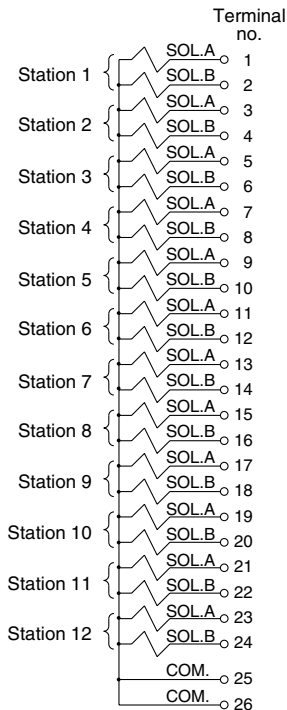 Terminal
no.
Station 1
SOL.A 1
SOL.B 2
Station 2
SOL.A 3
SOL.B 4
Station 3
SOL.A 5
SOL.B 6
Station 4
SOL.A 7
SOL.B 8
Station 5
SOL.A 9
SOL.B 10
Station 6
SOL.A 11
SOL.B 12
Station 7
SOL.A 13
SOL.B 14
Station 8
SOL.A 15
SOL.B 16
Station 9
SOL.A 17
SOL.B 18
Station 10
SOL.A 19
SOL.B 20
Station 11
SOL.A 21
SOL.B 22
Station 12
SOL.A 23
SOL.B 24
COM. 25
COM. 26